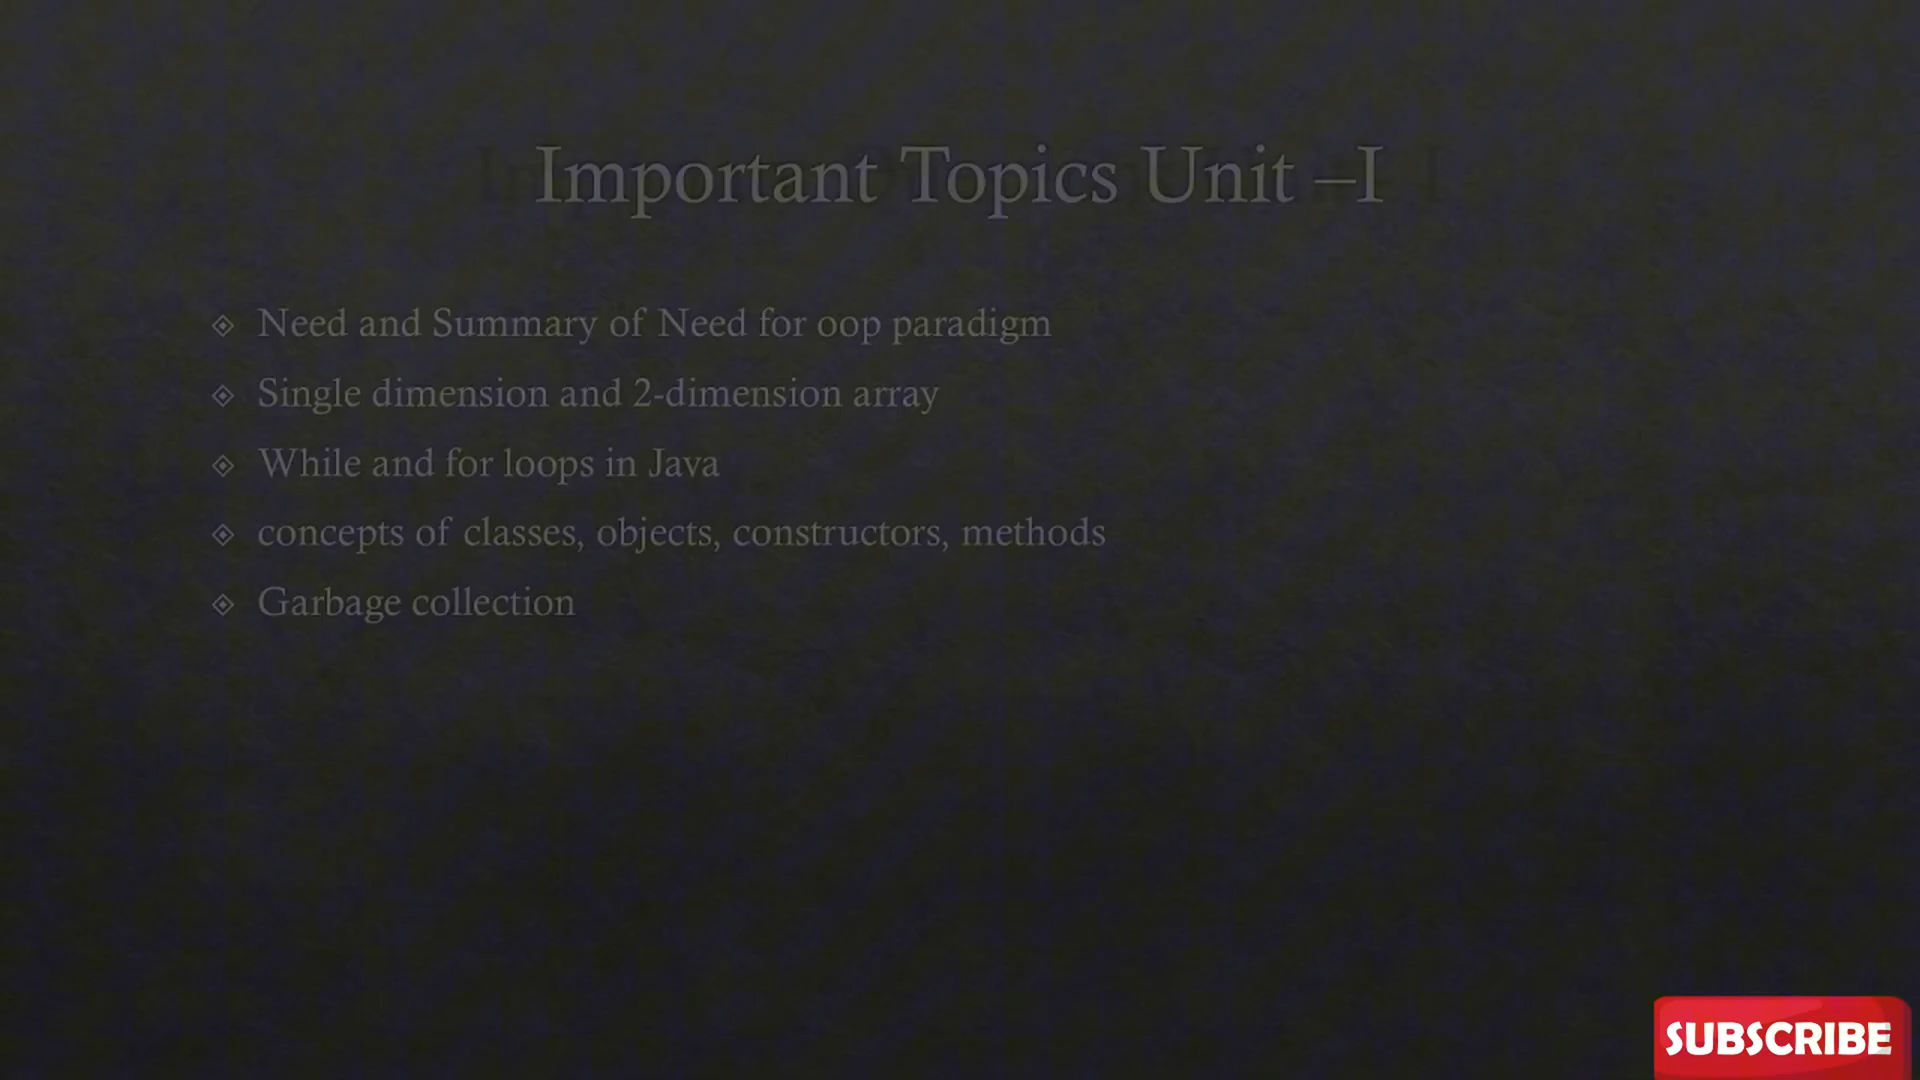 Important Topics Unit –I
Need and Summary of Need for oop paradigm
Single dimension and 2-dimension array
While and for loops in Java
concepts of classes, objects, constructors, methods
Garbage collection
SUBSCRIBE